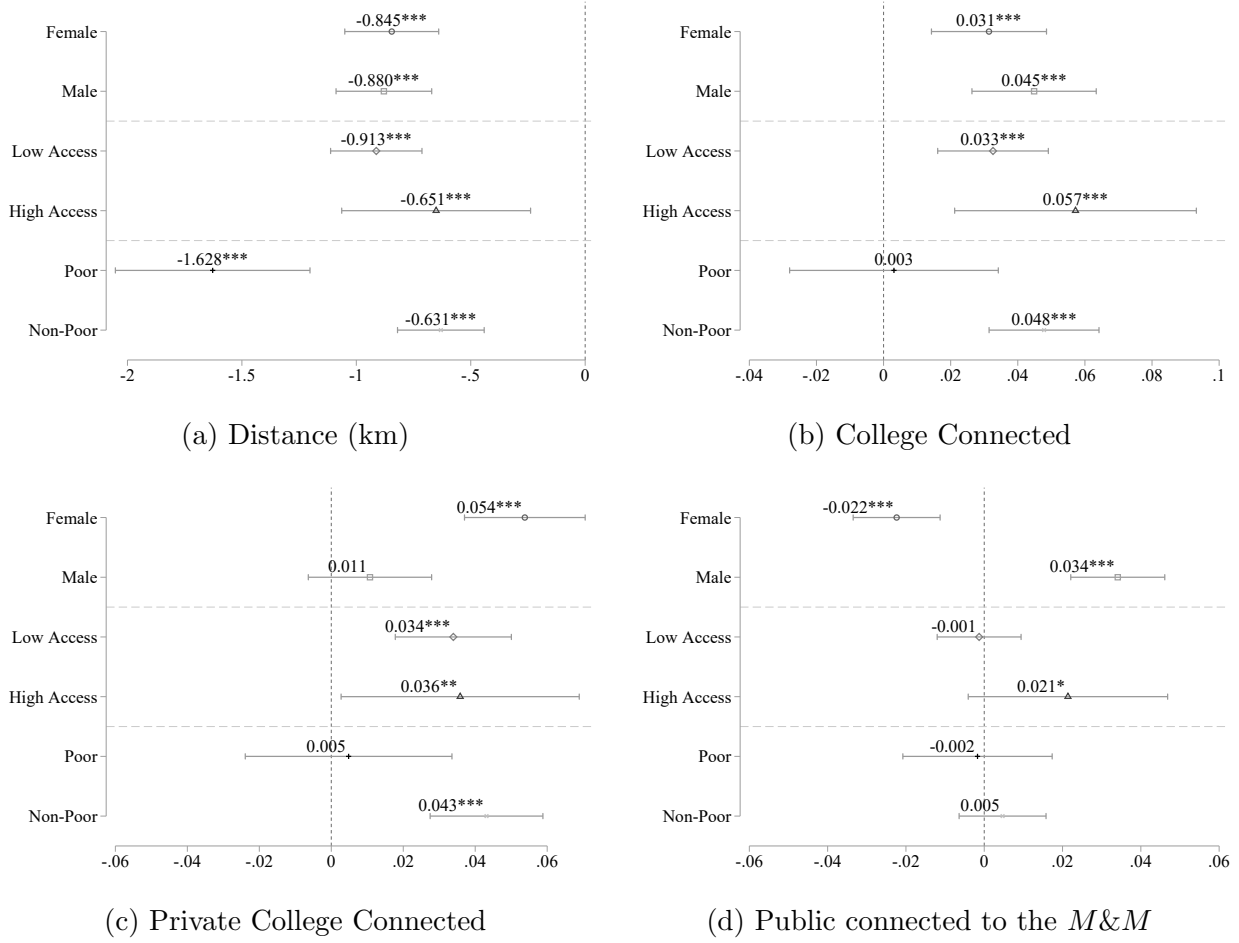 Female -0.845***
Male -0.880***
Low Access -0.913***
High Access -0.651***
Poor -1.628***
Non-Poor -0.631***
-2 -1.5 -1 -.5 0
(a) Distance (km)
Female 0.031***
Male 0.045***
Low Access 0.033***
High Access 0.057***
Poor 0.003
Non-Poor 0.048***
-.04 -.02 0 .02 .04 .06 .08 .1
(b) College Connected
Female 0.054***
Male 0.011
Low Access 0.034***
High Access 0.036**
Poor 0.005
Non-Poor 0.043***
-.06 -.04 -.02 0 .02 .04 .06
(c) Private College Connected
Female -0.022***
Male 0.034***
Low Access -0.001
High Access 0.021*
Poor -0.002
Non-Poor 0.005
-.06 -.04 -.02 0 .02 .04 .06
(d) Public connected to the M&M